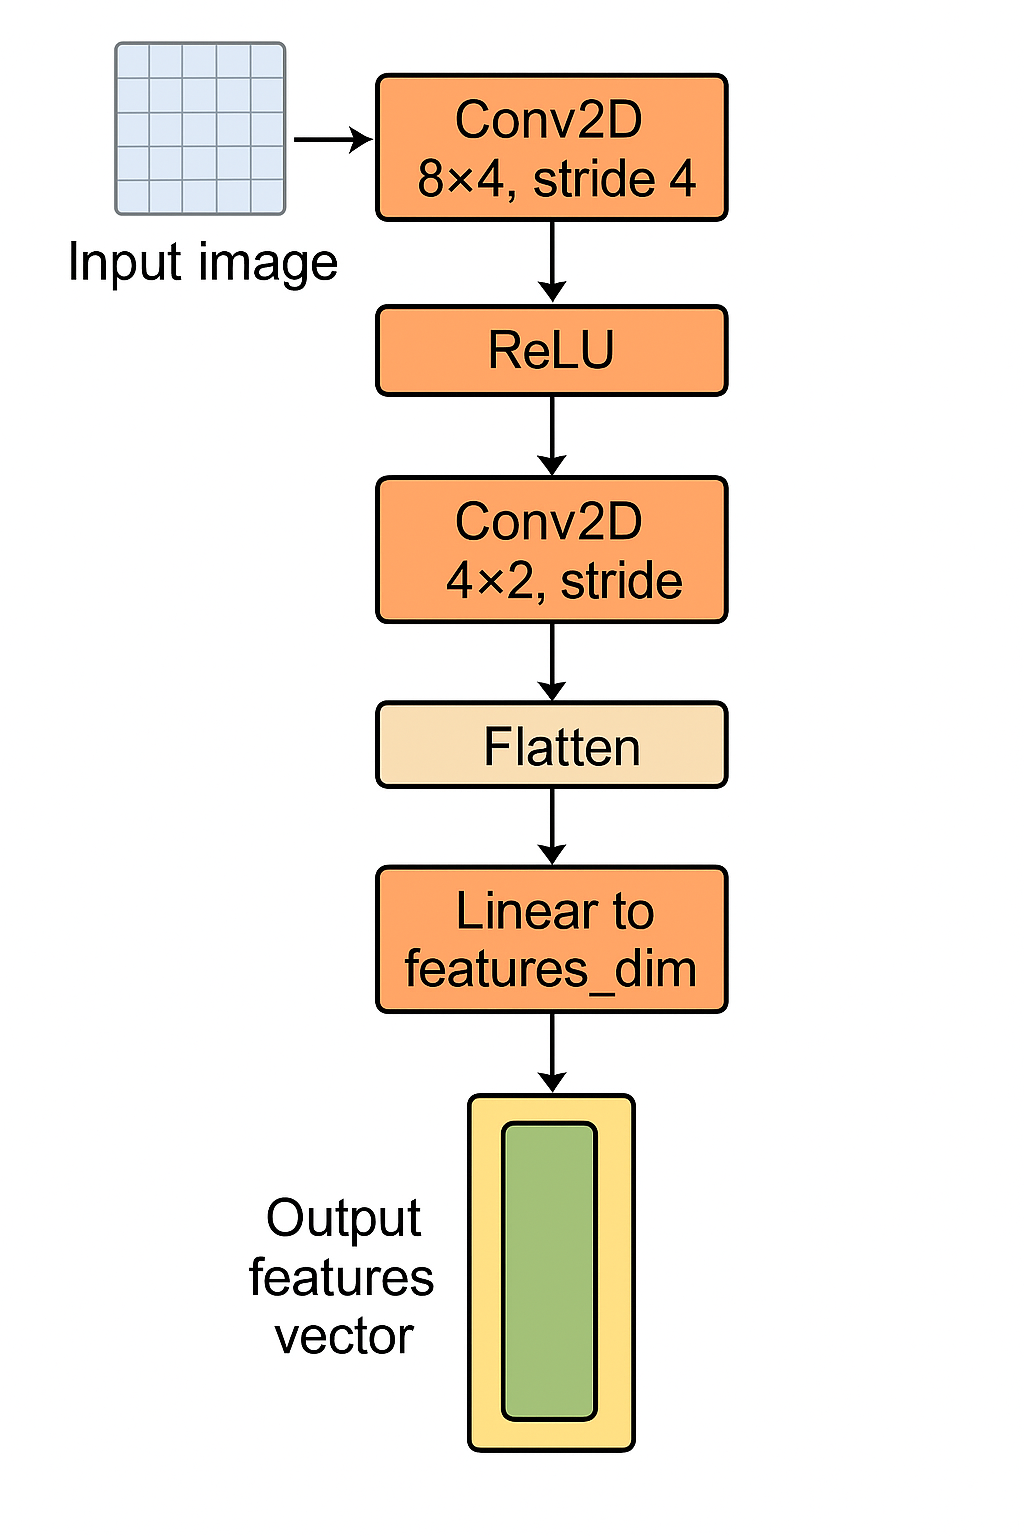 Input image
Conv2D
8×4, stride 4
ReLU
Conv2D
4×2, stride
Flatten
Linear to
features_dim
Output
features
vector